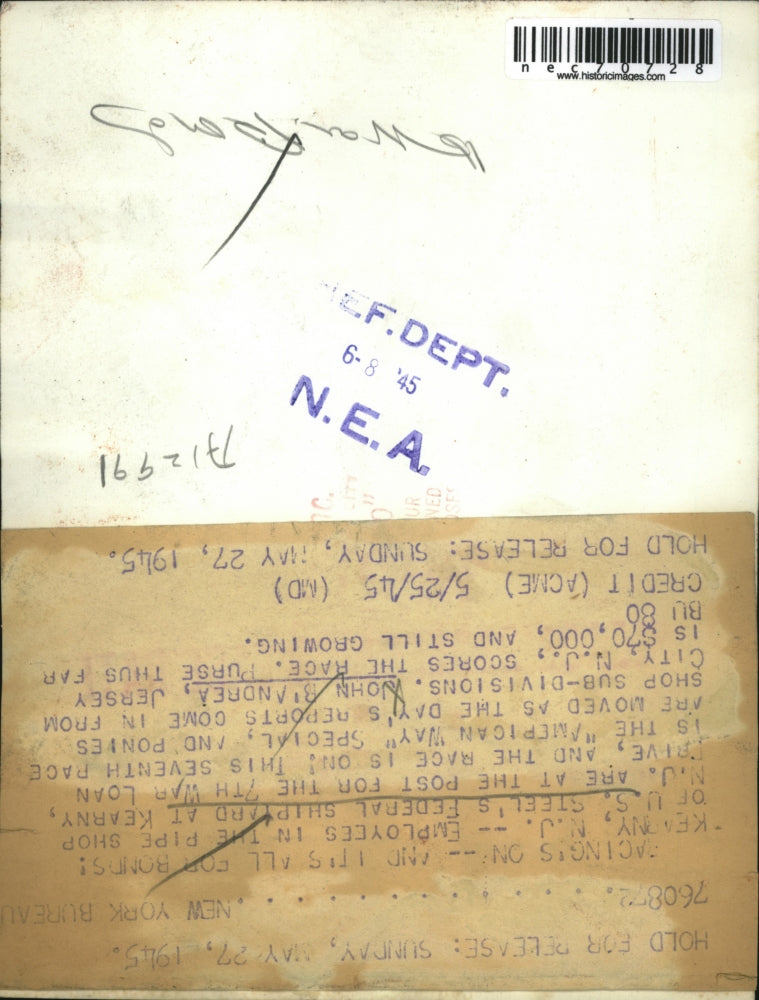 nec70728
www.historicimages.com
REF.DEPT.
6-8 '45
N.E.A.
A12991
HOLD FOR RELEASE: SUNDAY, MAY 27, 1945.
760872. . . . . . . . . . . . .NEW YORK BUREAU
RACING'S ON -- AND IT'S ALL FOR BONDS!
KEARNY, N.J. -- EMPLOYEES IN THE PIPE SHOP
OF U.S. STEEL'S FEDERAL SHIPYARD AT KEARNY,
N.J. ARE AT THE POST FOR THE 7TH WAR LOAN
DRIVE, AND THE RACE IS ON! THIS SEVENTH RACE
IS THE "AMERICAN WAY" SPECIAL, AND PONIES
ARE MOVED AS THE DAY'S REPORTS COME IN FROM
SHOP SUB-DIVISIONS. JOHN B'ANDREA, JERSEY
CITY, N.J., SCORES THE RACE. PURSE THUS FAR
IS $70,000, AND STILL GROWING.
BU 80
CREDIT (ACME) 5/25/45 (MD)
HOLD FOR RELEASE: SUNDAY, MAY 27, 1945.